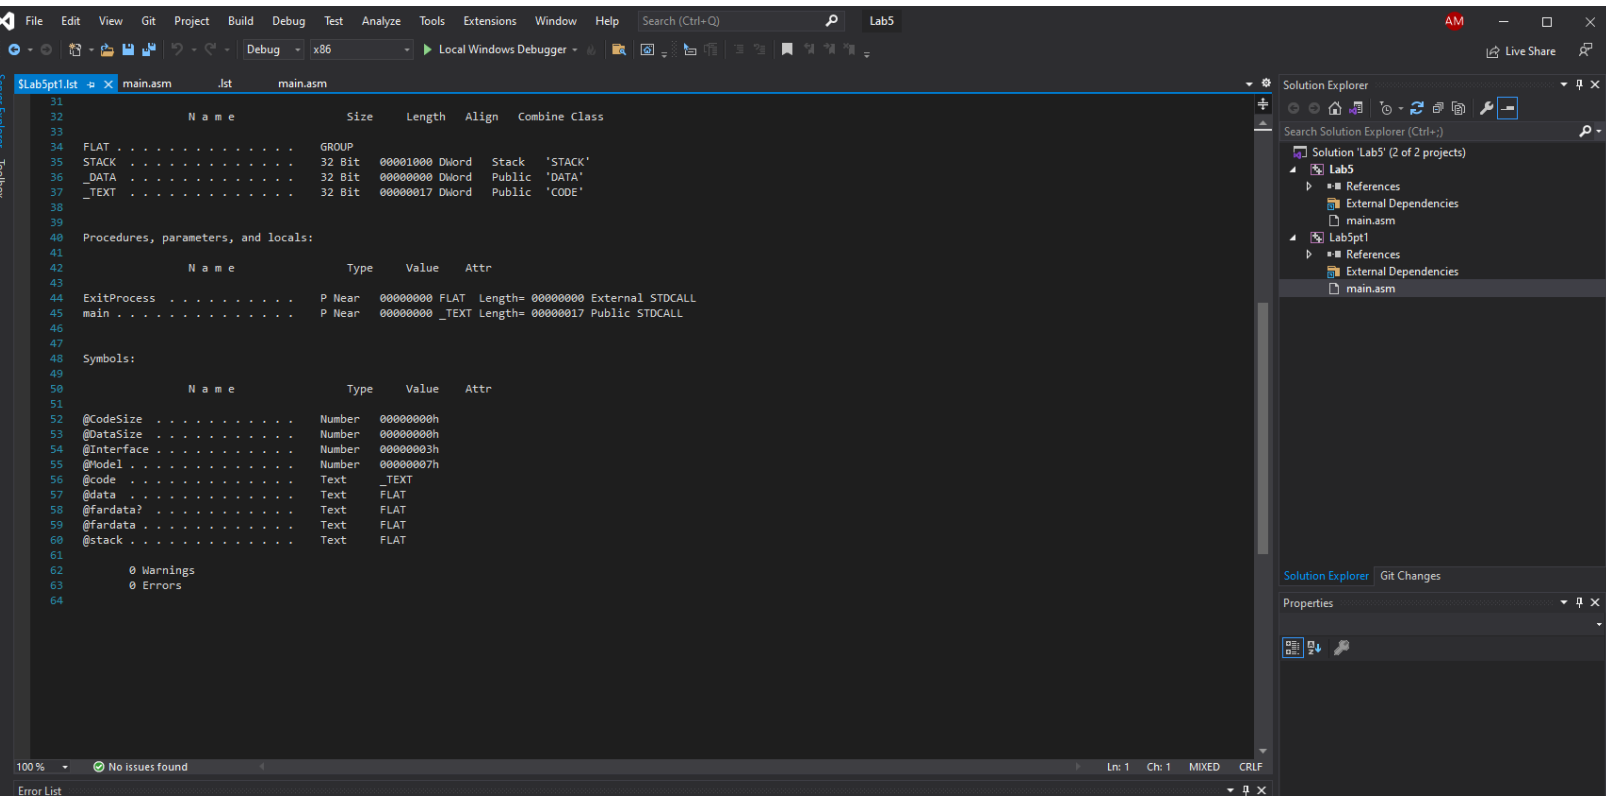 File Edit View Git Project Build Debug Test Analyze Tools Extensions Window Help Search (Ctrl+Q) Lab5 AM
Debug x86 Local Windows Debugger Live Share
$Lab5pt1.lst main.asm .lst main.asm
31
32 N a m e Size Length Align Combine Class
33
34 FLAT . . . . . . . . . . . . . . GROUP
35 STACK . . . . . . . . . . . . . 32 Bit 00001000 DWord Stack 'STACK'
36 _DATA . . . . . . . . . . . . . 32 Bit 00000000 DWord Public 'DATA'
37 _TEXT . . . . . . . . . . . . . 32 Bit 00000017 DWord Public 'CODE'
38
39
40 Procedures, parameters, and locals:
41
42 N a m e Type Value Attr
43
44 ExitProcess . . . . . . . . . . P Near 00000000 FLAT Length= 00000000 External STDCALL
45 main . . . . . . . . . . . . . . P Near 00000000 _TEXT Length= 00000017 Public STDCALL
46
47
48 Symbols:
49
50 N a m e Type Value Attr
51
52 @CodeSize . . . . . . . . . . . Number 00000000h
53 @DataSize . . . . . . . . . . . Number 00000000h
54 @Interface . . . . . . . . . . . Number 00000003h
55 @Model . . . . . . . . . . . . . Number 00000007h
56 @code . . . . . . . . . . . . . Text _TEXT
57 @data . . . . . . . . . . . . . Text FLAT
58 @fardata? . . . . . . . . . . . Text FLAT
59 @fardata . . . . . . . . . . . . Text FLAT
60 @stack . . . . . . . . . . . . . Text FLAT
61
62 0 Warnings
63 0 Errors
64
100 % No issues found Ln: 1 Ch: 1 MIXED CRLF
Error List
Solution Explorer
Search Solution Explorer (Ctrl+;)
Solution 'Lab5' (2 of 2 projects)
Lab5
References
External Dependencies
main.asm
Lab5pt1
References
External Dependencies
main.asm
Solution Explorer Git Changes
Properties